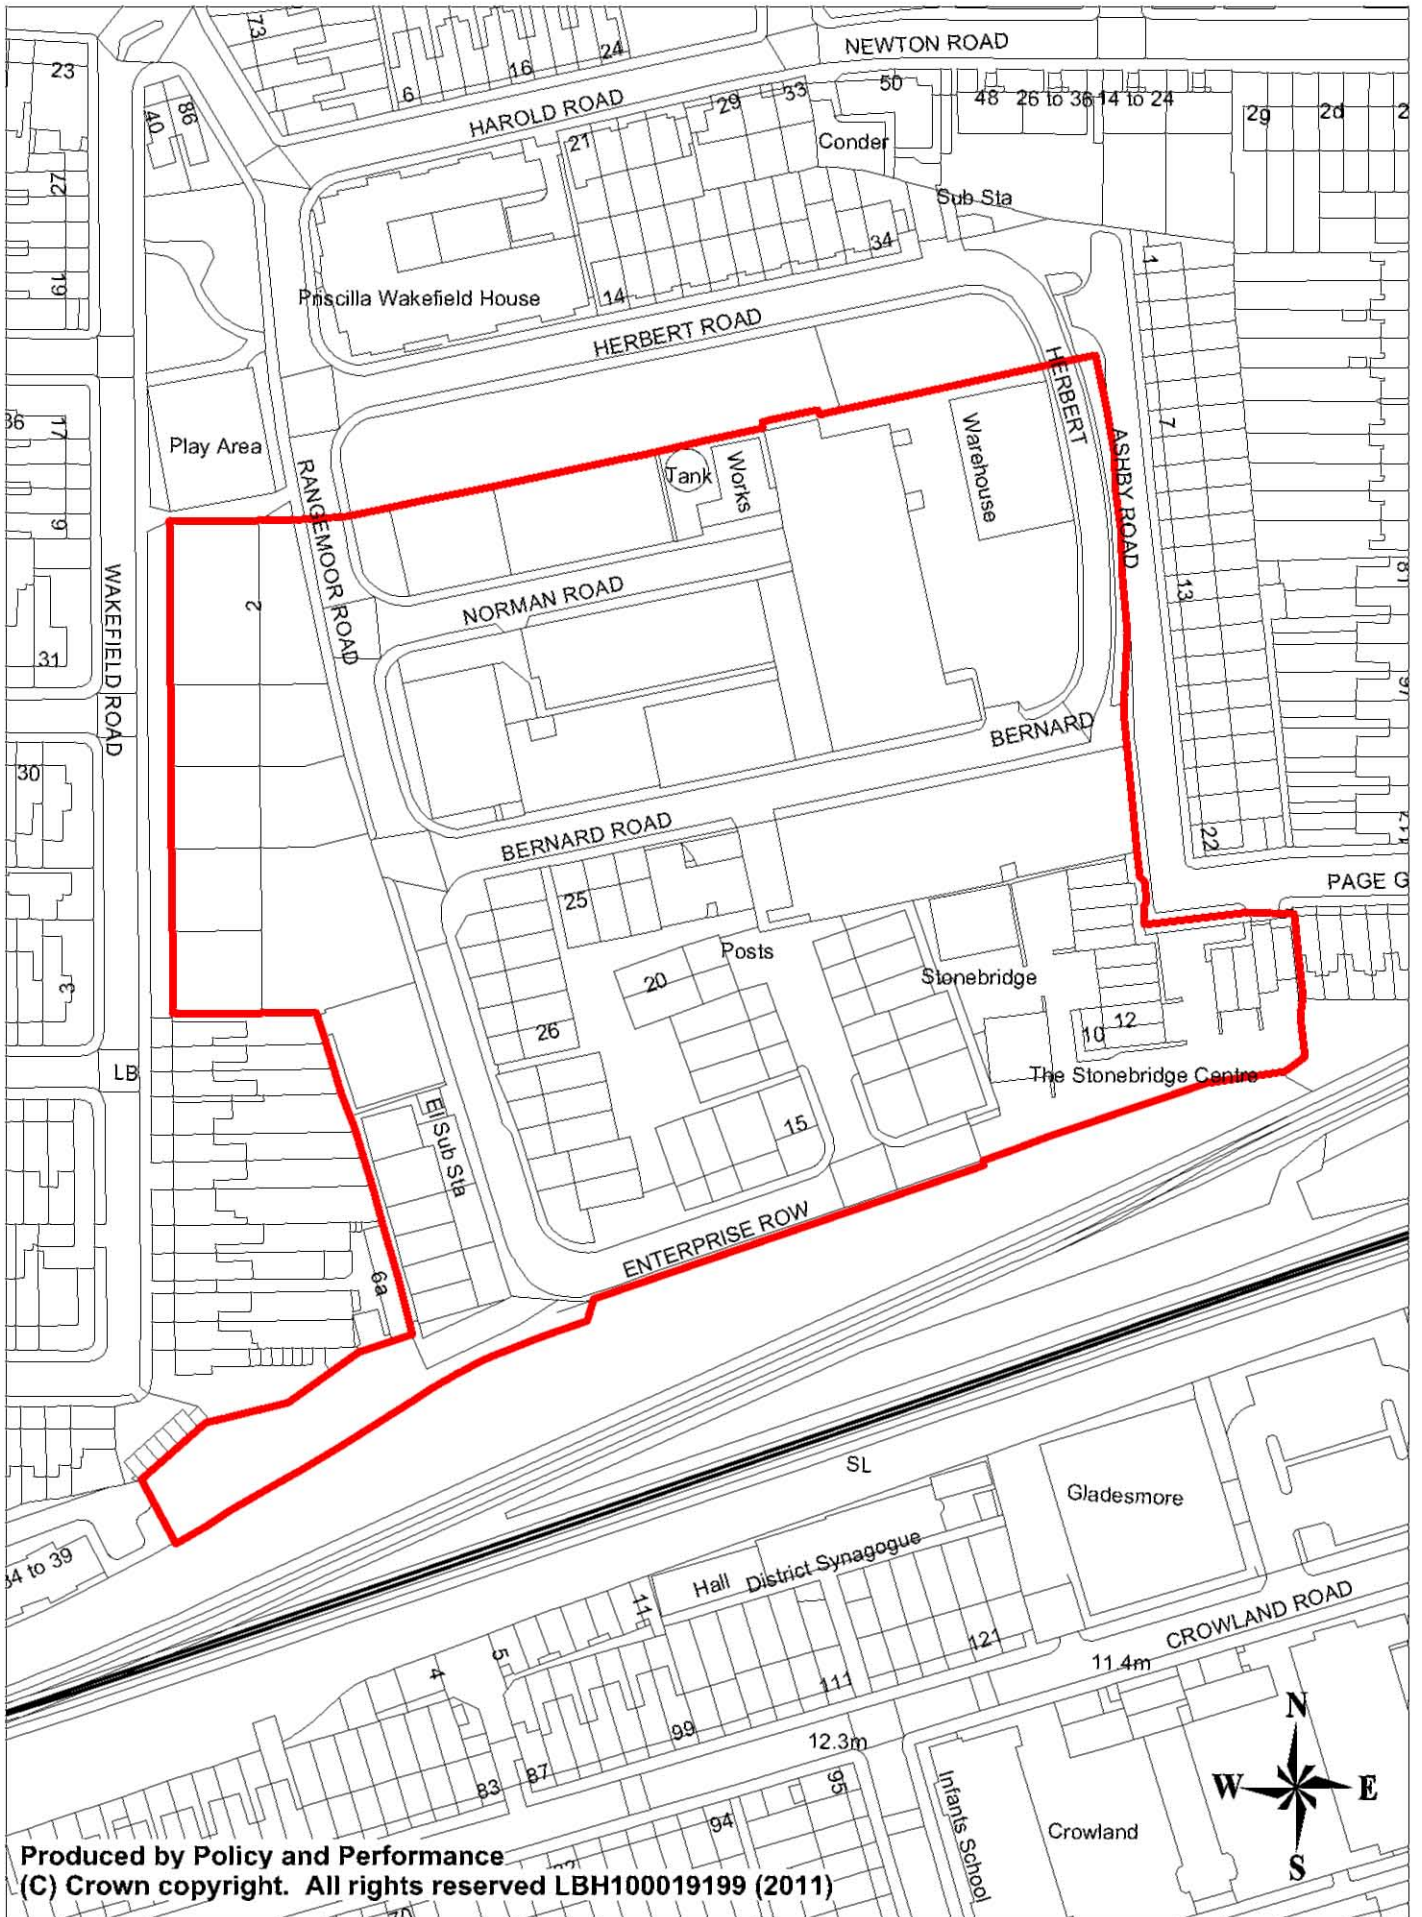 NEWTON ROAD
73
24
16
6
HAROLD ROAD
23
40
86
33
29
21
50
Conder
48
26 to 36
14 to 24
2g
2d
2
27
19
Sub Sta
34
14
Priscilla Wakefield House
HERBERT ROAD
1
HERBERT
36
17
6
Play Area
RANGEMOOR ROAD
Tank
Works
Warehouse
ASHBY ROAD
7
13
2
NORMAN ROAD
WAKEFIELD ROAD
31
BERNARD
30
BERNARD ROAD
22
PAGE G
25
Posts
20
Stonebridge
3
26
10
12
LB
The Stonebridge Centre
El Sub Sta
15
ENTERPRISE ROW
6a
SL
Gladesmore
34 to 39
Hall
District Synagogue
11
5
4
121
CROWLAND ROAD
11.4m
111
99
12.3m
87
83
95
94
Infants School
Crowland
N
W
E
S
Produced by Policy and Performance
(C) Crown copyright. All rights reserved LBH100019199 (2011)